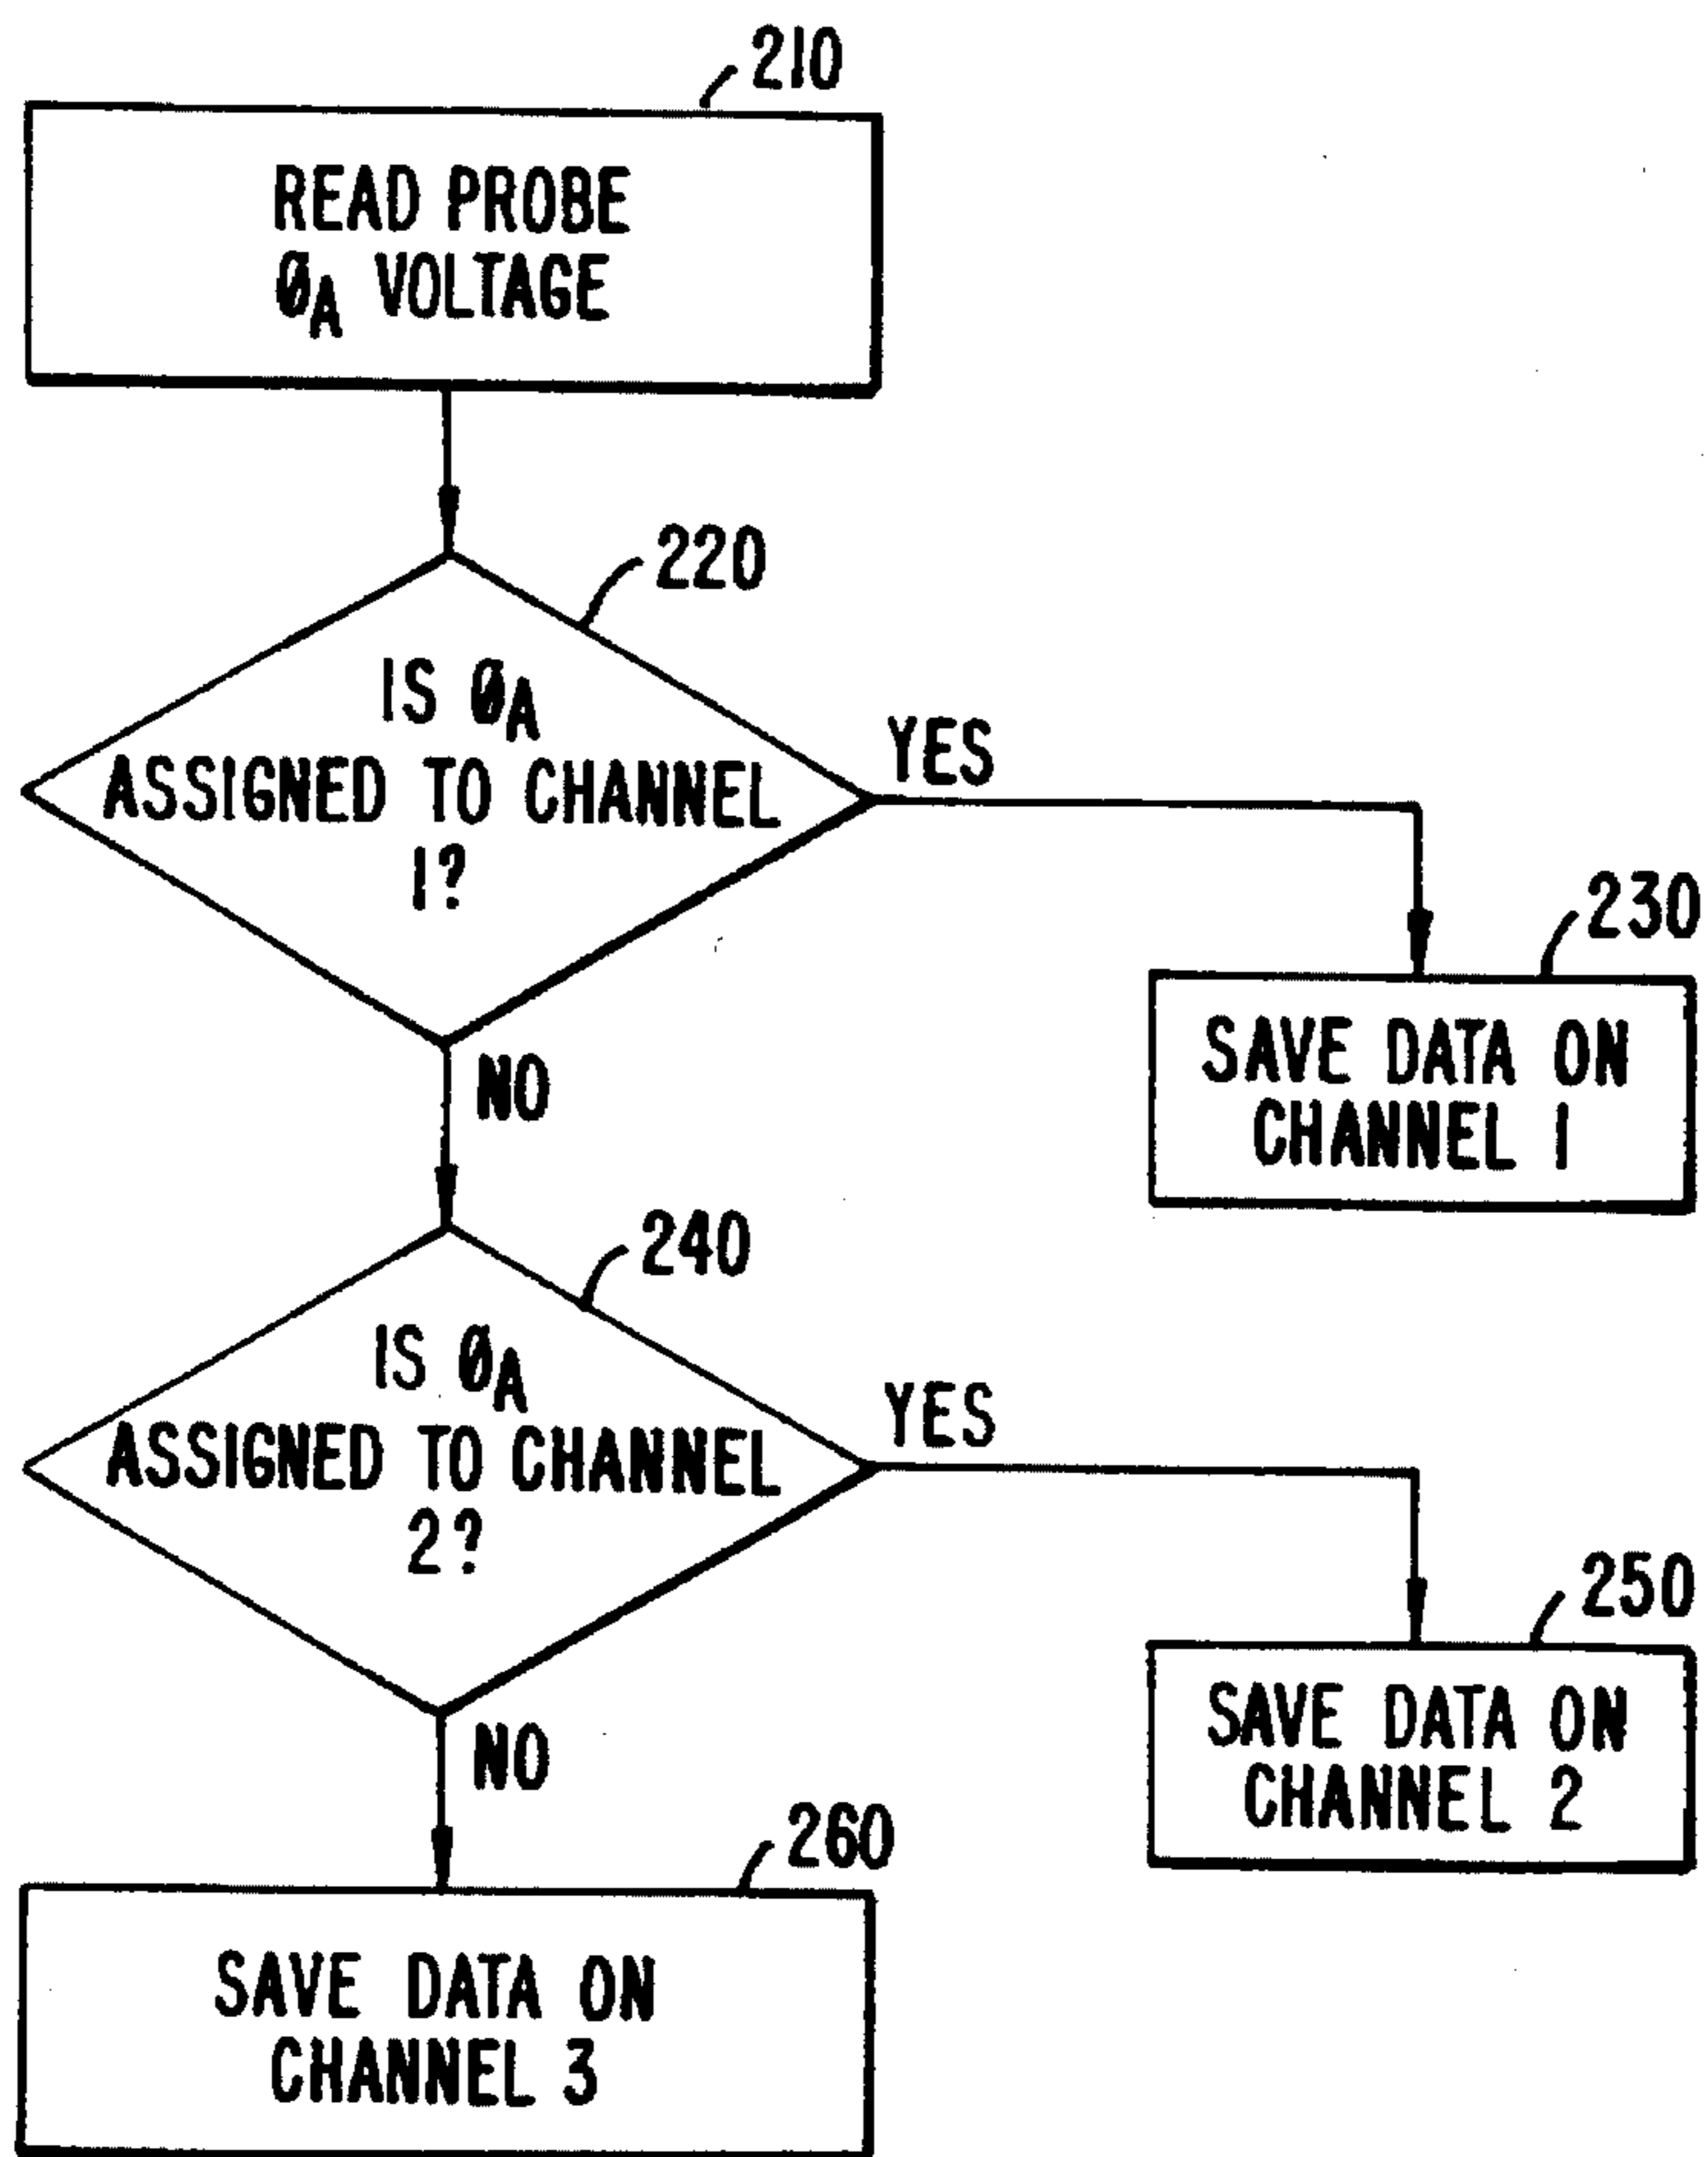 210
READ PROBE
ØA VOLTAGE
220
IS ØA
ASSIGNED TO CHANNEL
1?
YES
230
SAVE DATA ON
CHANNEL 1
NO
240
IS ØA
ASSIGNED TO CHANNEL
2?
YES
250
SAVE DATA ON
CHANNEL 2
NO
260
SAVE DATA ON
CHANNEL 3